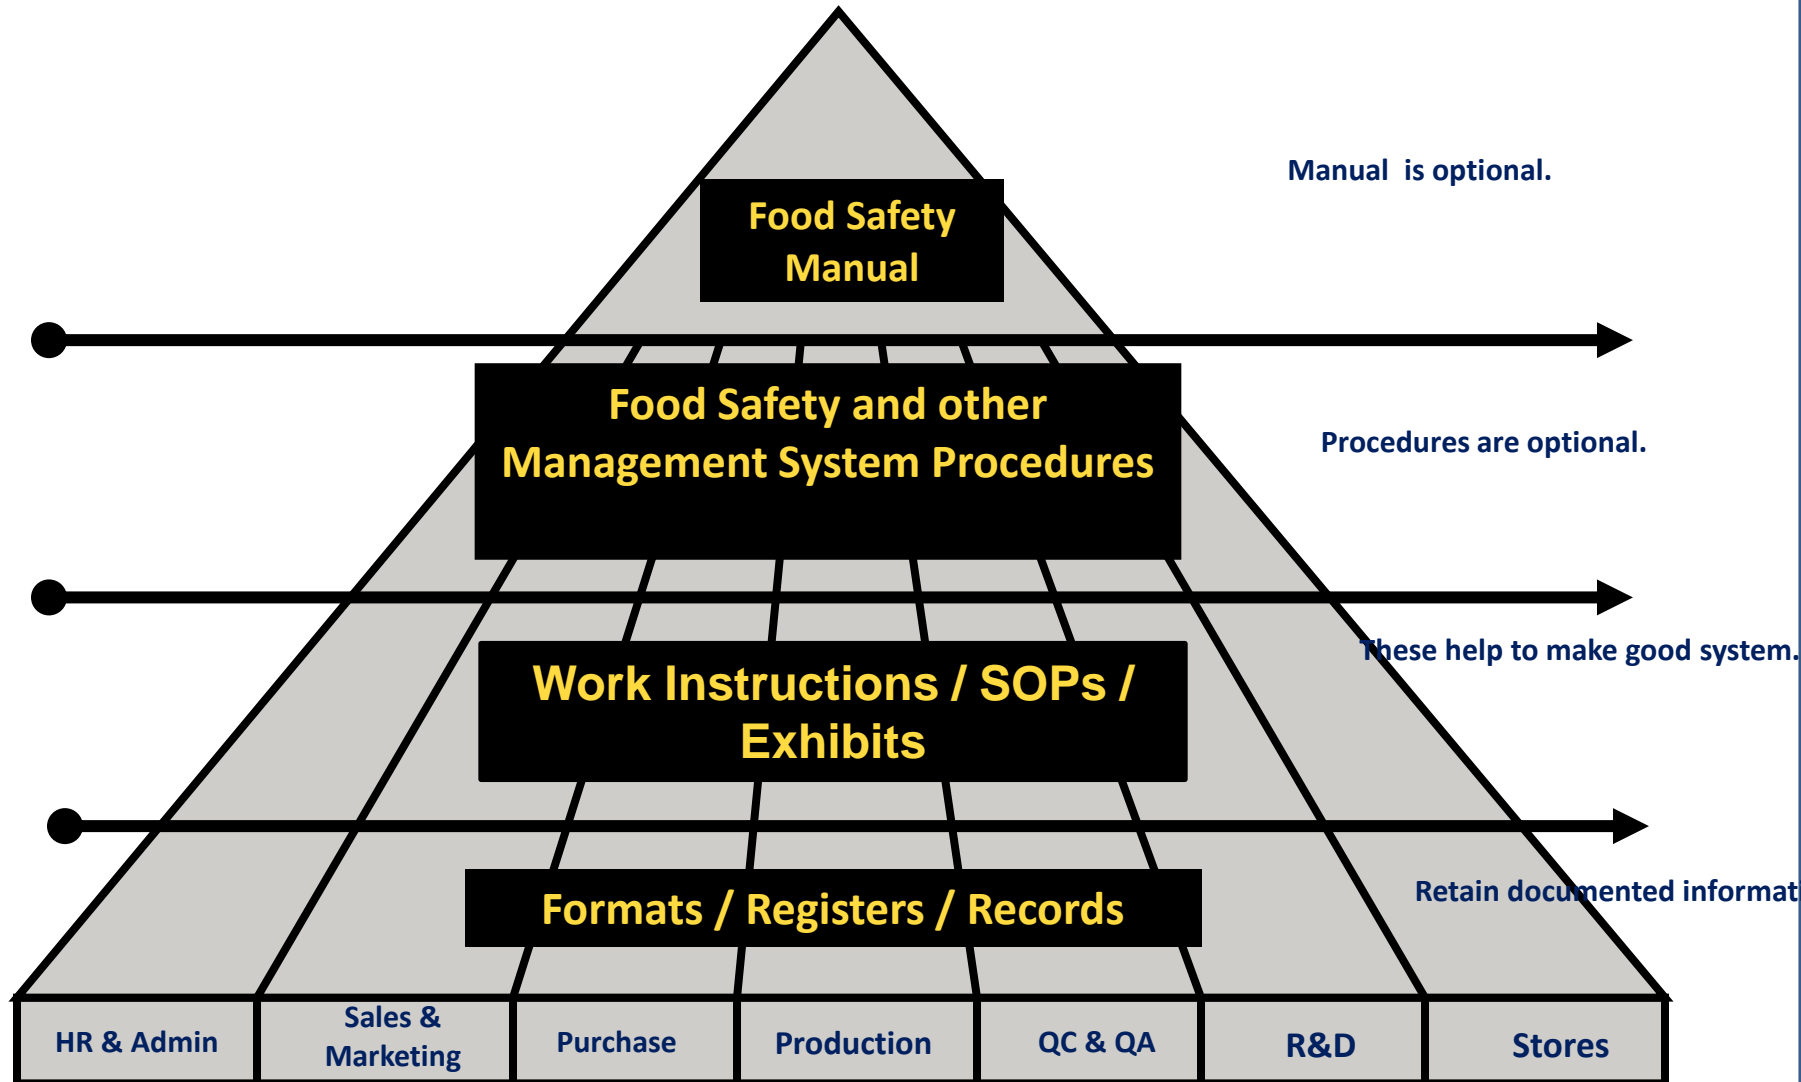 Manual is optional.
Food Safety
Manual
Food Safety and other
Management System Procedures
Procedures are optional.
These help to make good system.
Work Instructions / SOPs /
Exhibits
Retain documented informati
Formats / Registers / Records
HR & Admin
Sales &
Marketing
Purchase
Production
QC & QA
R&D
Stores